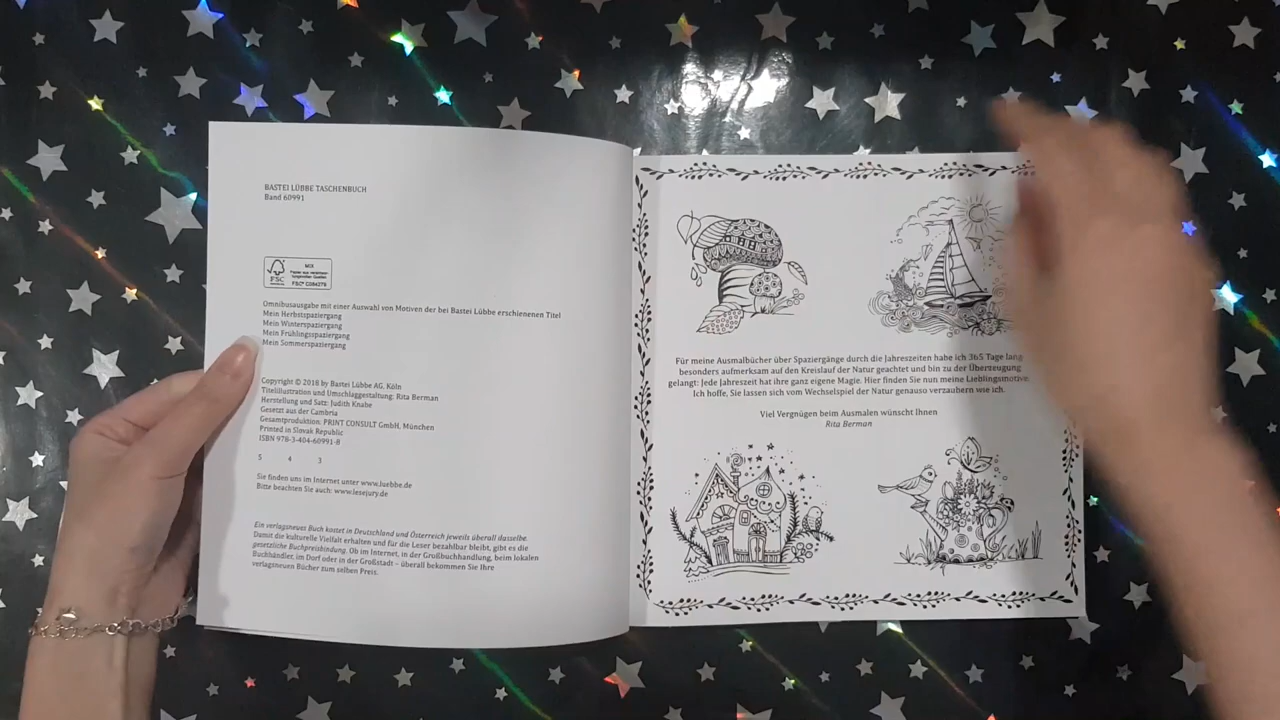 BASTEI LÜBBE TASCHENBUCH
Band 60991
MIX
FSC
FSC® C084279
Omnibusausgabe mit einer Auswahl von Motiven der bei Bastei Lübbe erschienenen Titel
Mein Herbstspaziergang
Mein Winterspaziergang
Mein Frühlingsspaziergang
Mein Sommerspaziergang
Copyright © 2018 by Bastei Lübbe AG, Köln
Titelillustration und Umschlaggestaltung: Rita Berman
Herstellung und Satz: Judith Knabe
Gesetzt aus der Cambria
Gesamtproduktion: PRINT CONSULT GmbH, München
Printed in Slovak Republic
ISBN 978-3-404-60991-8
5 4 3
Sie finden uns im Internet unter www.luebbe.de
Bitte beachten Sie auch: www.lesejury.de
Ein verlagsneues Buch kostet in Deutschland und Österreich jeweils überall dasselbe.
Damit die kulturelle Vielfalt erhalten und für die Leser bezahlbar bleibt, gibt es die
gesetzliche Buchpreisbindung. Ob im Internet, in der Großbuchhandlung, beim lokalen
Buchhändler, im Dorf oder in der Großstadt – überall bekommen Sie Ihre
verlagsneuen Bücher zum selben Preis.
Für meine Ausmalbücher über Spaziergänge durch die Jahreszeiten habe ich 365 Tage lang
besonders aufmerksam auf den Kreislauf der Natur geachtet und bin zu der Überzeugung
gelangt: Jede Jahreszeit hat ihre ganz eigene Magie. Hier finden Sie nun meine Lieblingsmotive.
Ich hoffe, Sie lassen sich vom Wechselspiel der Natur genauso verzaubern wie ich.
Viel Vergnügen beim Ausmalen wünscht Ihnen
Rita Berman